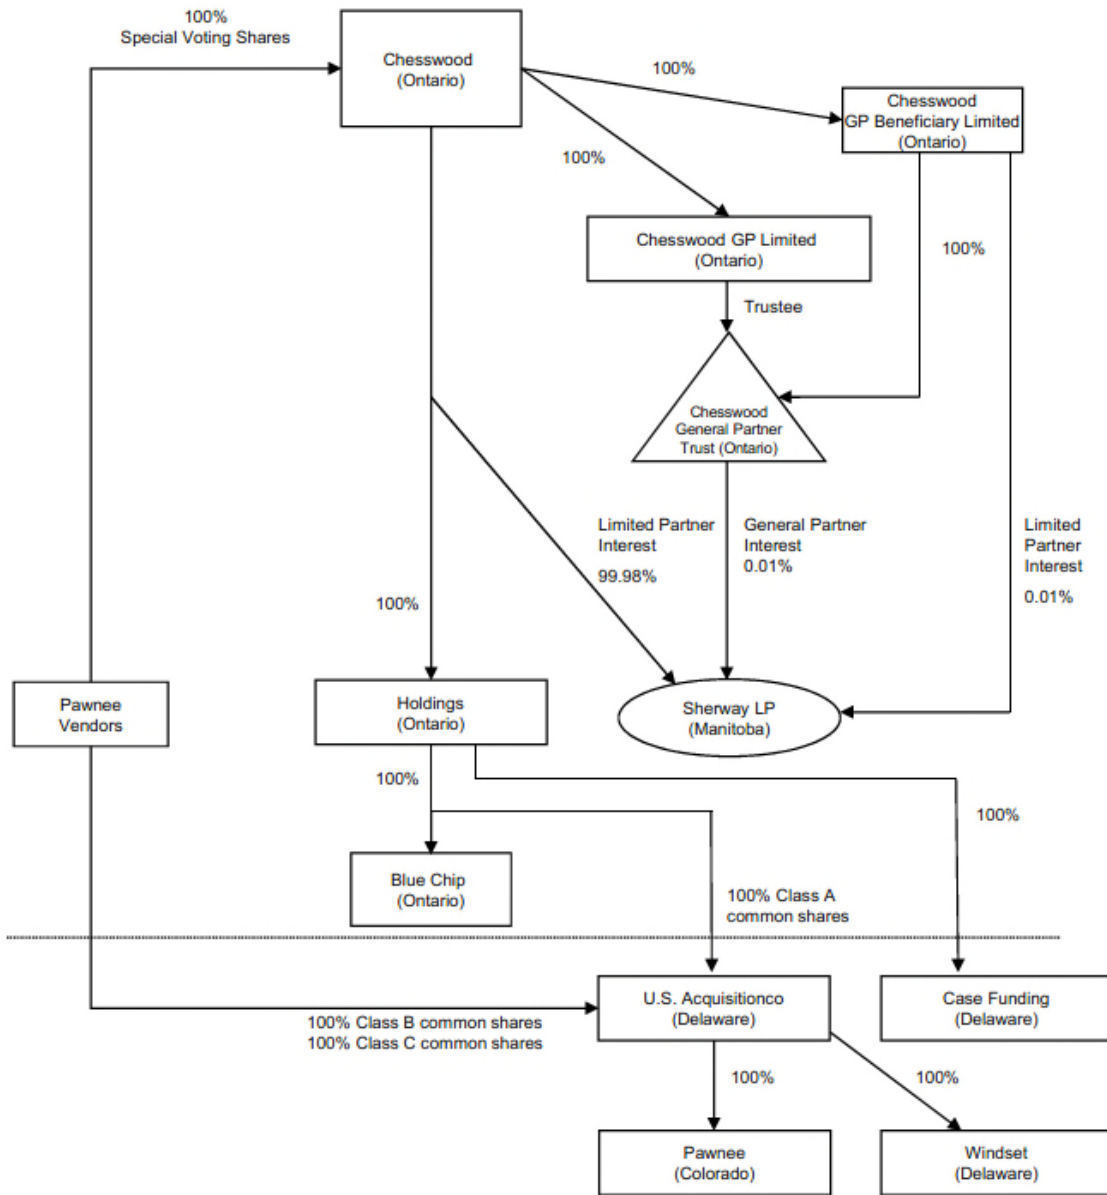 100%
Special Voting Shares
Chesswood
(Ontario)
100%
Chesswood
GP Beneficiary Limited
(Ontario)
100%
Chesswood GP Limited
(Ontario)
100%
Trustee
Chesswood
General Partner
Trust (Ontario)
Limited Partner
Interest
99.98%
General Partner
Interest
0.01%
Limited
Partner
Interest
0.01%
100%
Pawnee
Vendors
Holdings
(Ontario)
Sherway LP
(Manitoba)
100%
100%
Blue Chip
(Ontario)
100% Class A
common shares
U.S. Acquisitionco
(Delaware)
Case Funding
(Delaware)
100% Class B common shares
100% Class C common shares
100%
100%
Pawnee
(Colorado)
Windset
(Delaware)